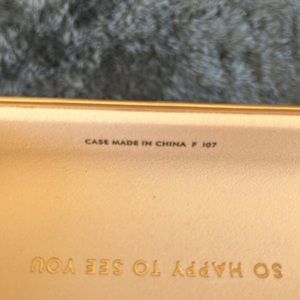 CASE MADE IN CHINA P 107
SO HAPPY TO SEE YOU